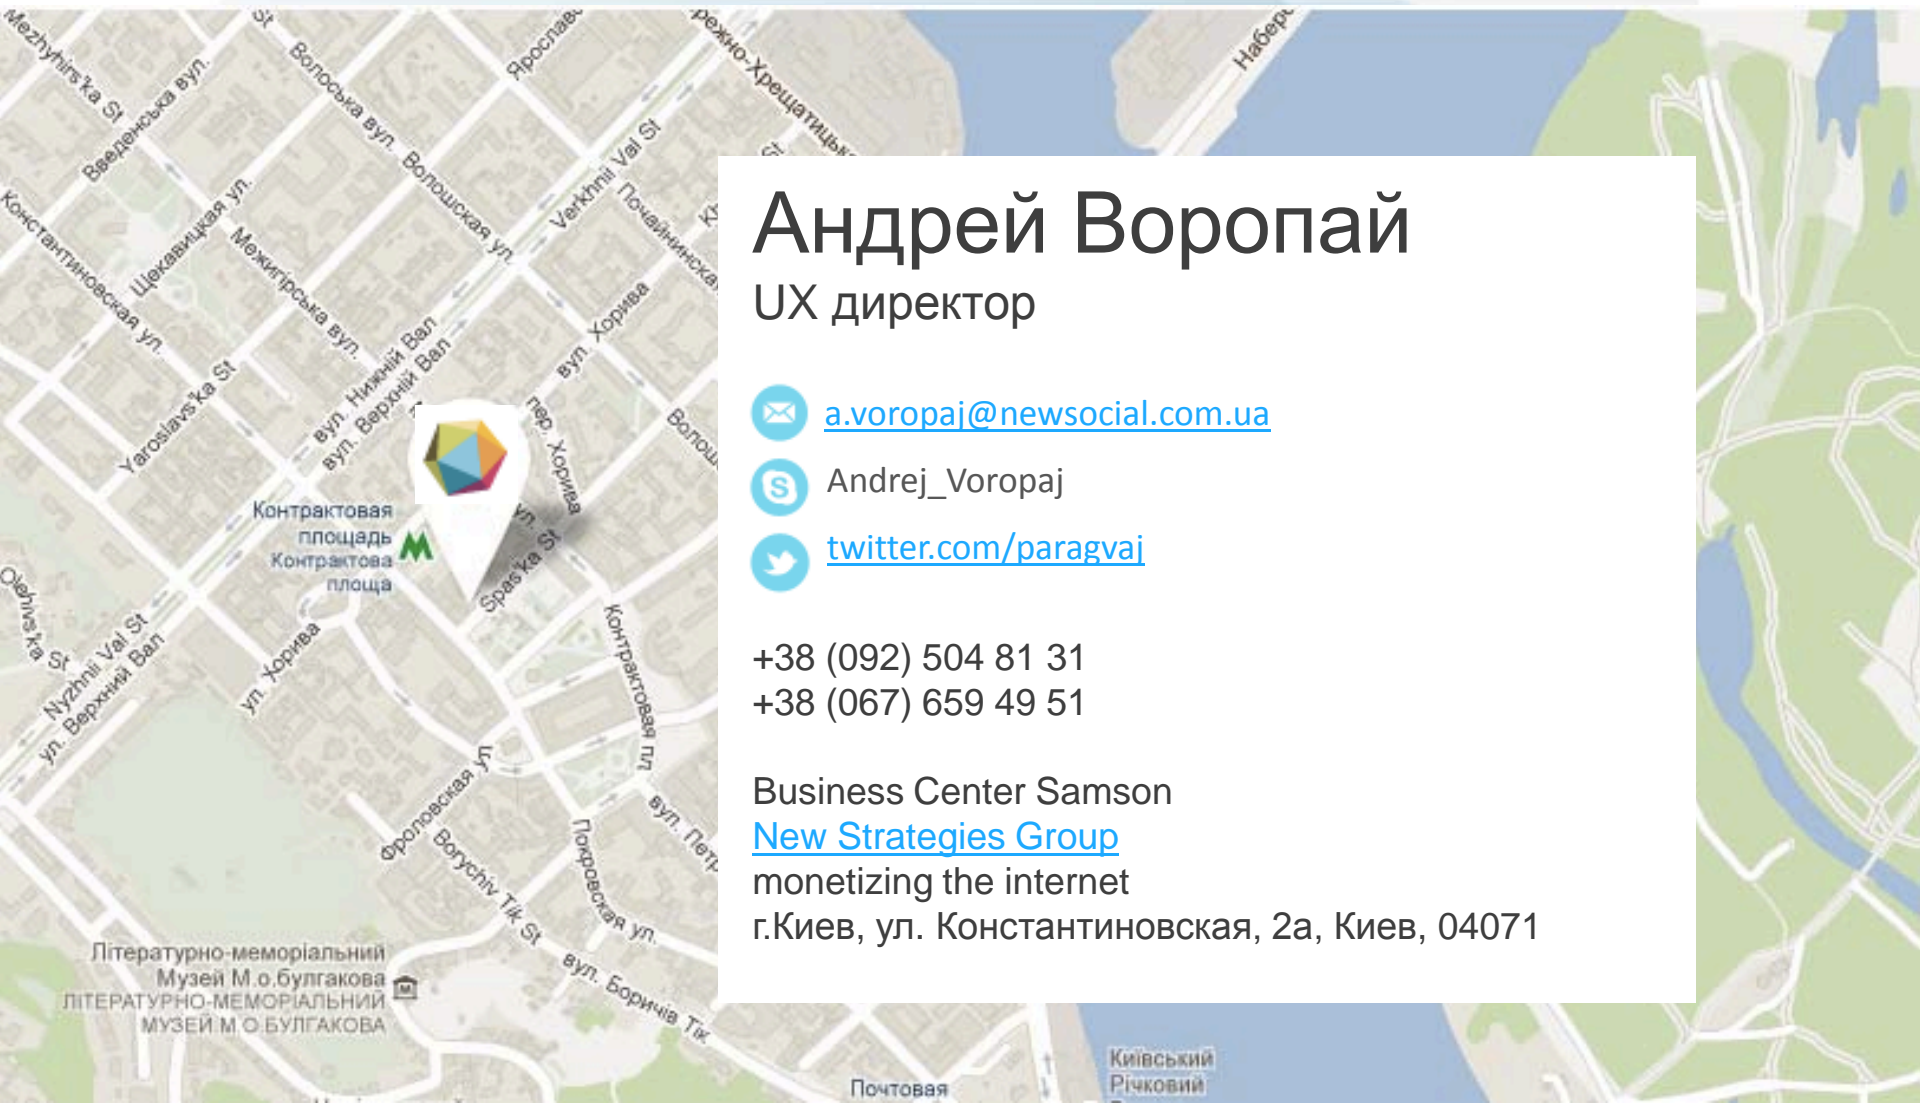 Mezhyhirs'ka St
Введенська вул.
Волоська вул.
Волошская ул.
Константиновская ул.
Щекавицкая ул.
Межигірська вул.
Yaroslavs'ka St
вул. Нижній Вал
вул. Верхній Вал
Verkhnii Val St
вул. Хорива
пер. Хорива
Контрактовая
площадь
Контрактова
площа
Spas'ka St
Nyzhnii Val St
ул. Верхний Вал
ул. Хорива
Контрактовая пл
Фроловская ул
Borychiv Tik St
Покровская ул.
вул. Боричів Тік
Літературно-меморіальний
Музей М.о.булгакова
ЛІТЕРАТУРНО-МЕМОРІАЛЬНИЙ
МУЗЕЙ М.О.БУЛГАКОВА
Почтовая
Київський
Річковий
Андрей Воропай
UX директор
a.voropaj@newsocial.com.ua
Andrej_Voropaj
twitter.com/paragvaj
+38 (092) 504 81 31
+38 (067) 659 49 51
Business Center Samson
New Strategies Group
monetizing the internet
г.Киев, ул. Константиновская, 2а, Киев, 04071